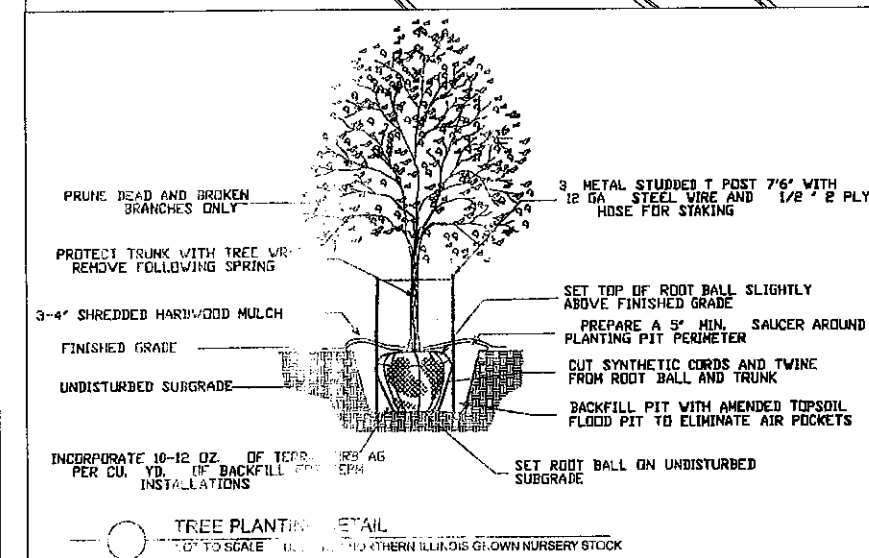 PRUNE DEAD AND BROKEN
BRANCHES ONLY
PROTECT TRUNK WITH TREE
REMOVE FOLLOWING SPRING
3-4" SHREDDED HARDWOOD MULCH
FINISHED GRADE
UNDISTURBED SUBGRADE
INCORPORATE 10-12 OZ. OF AG
PER CU. YD. OF BACKFILL
INSTALLATIONS
3 METAL STUDDED T POST 7'6" WITH
12 GA STEEL WIRE AND 1/2 " 2 PLY
HOSE FOR STAKING
SET TOP OF ROOT BALL SLIGHTLY
ABOVE FINISHED GRADE
PREPARE A 5" MIN. SAUCER AROUND
PLANTING PIT PERIMETER
CUT SYNTHETIC CORDS AND TWINE
FROM ROOT BALL AND TRUNK
BACKFILL PIT WITH AMENDED TOPSOIL
FLOOD PIT TO ELIMINATE AIR POCKETS
SET ROOT BALL ON UNDISTURBED
SUBGRADE
TREE PLANTING DETAIL
NOT TO SCALE NORTHERN ILLINOIS GROWN NURSERY STOCK